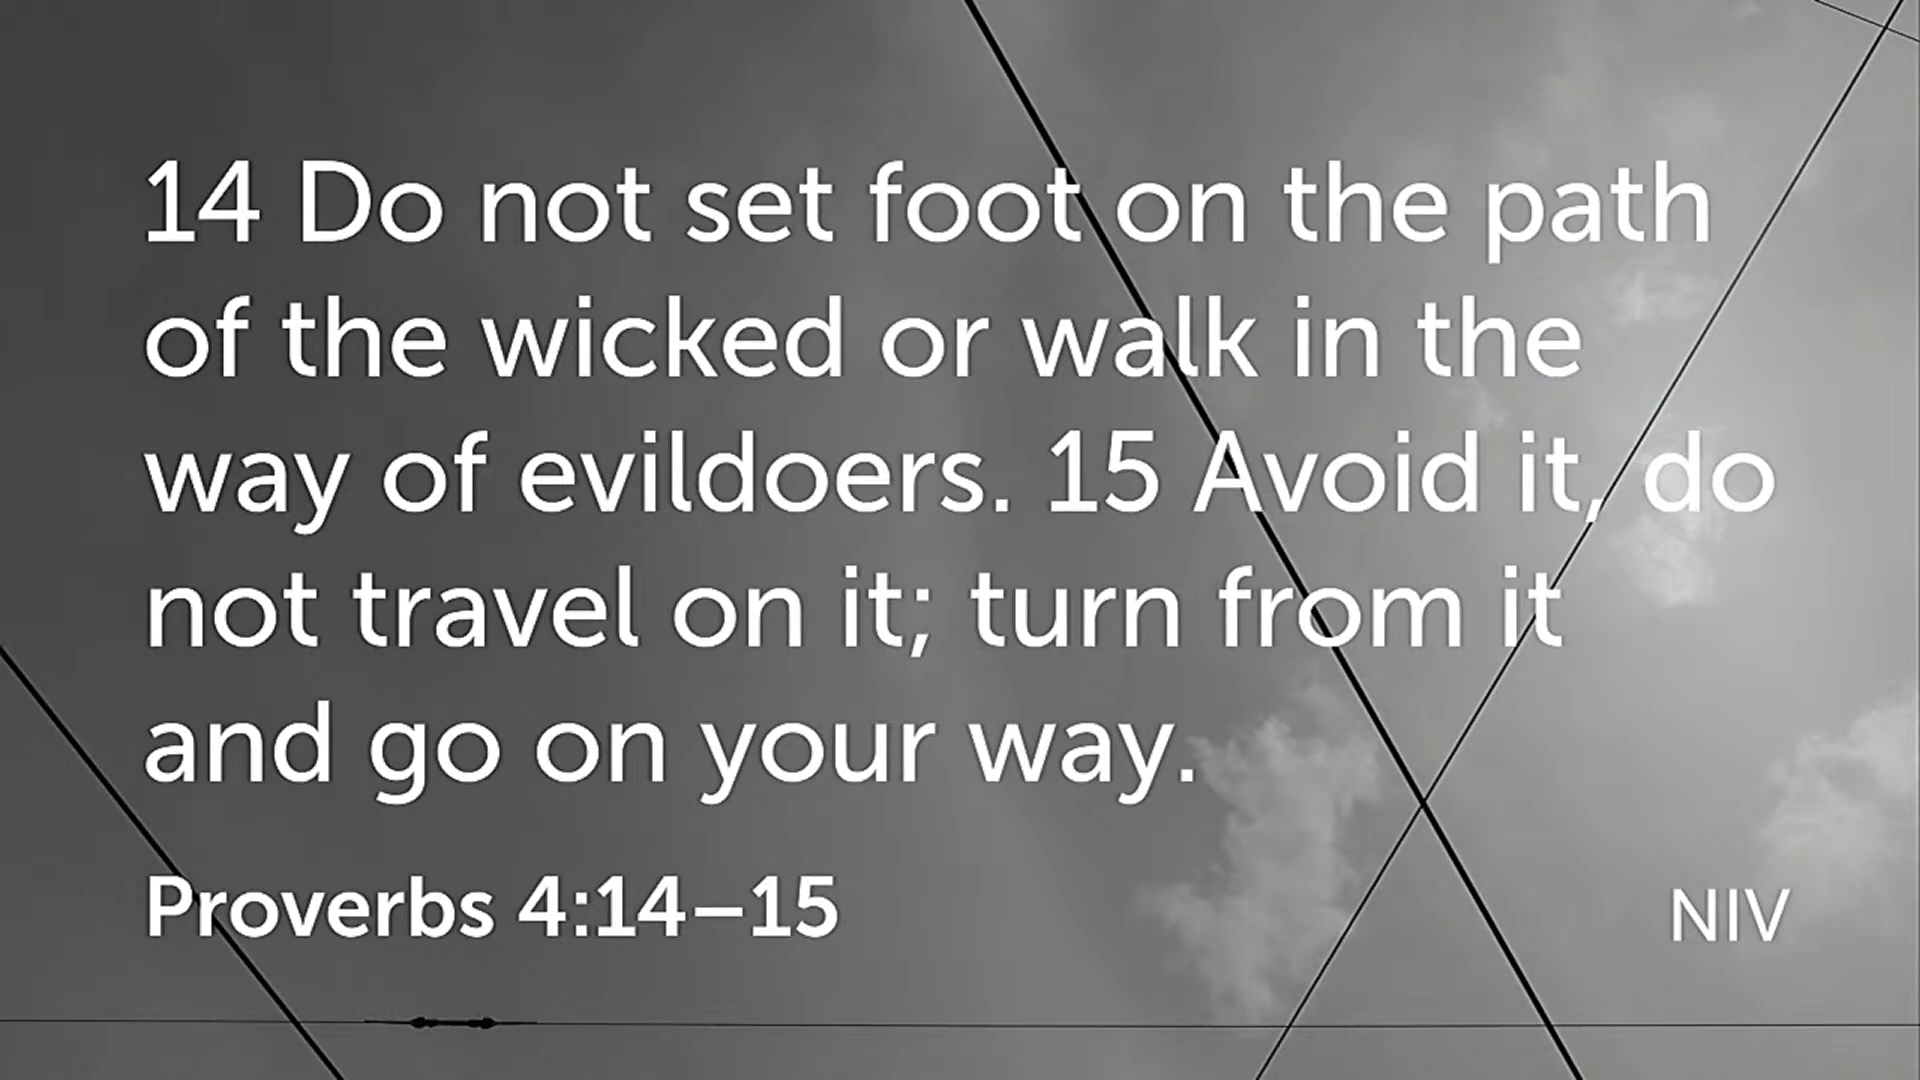 14 Do not set foot on the path
of the wicked or walk in the
way of evildoers. 15 Avoid it, do
not travel on it; turn from it
and go on your way.
Proverbs 4:14–15
NIV